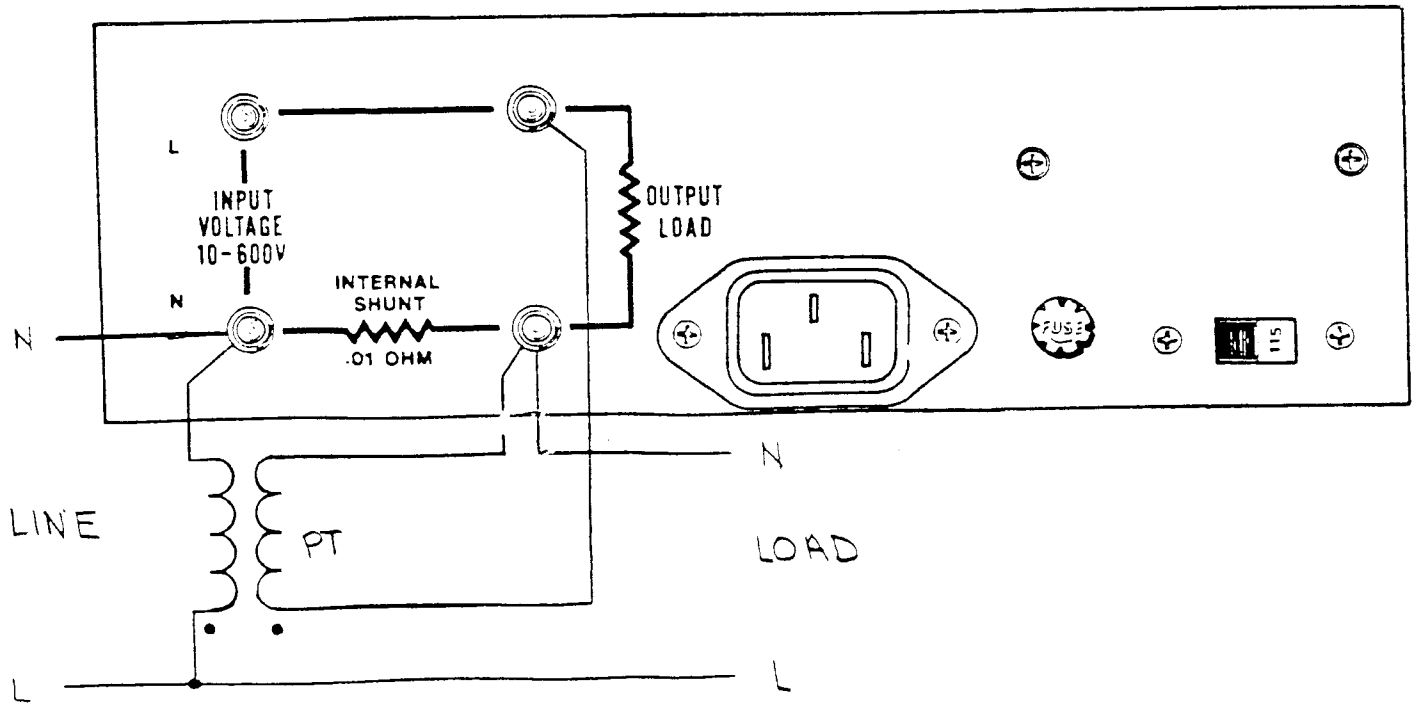 L
INPUT
VOLTAGE
10-600V
N
INTERNAL
SHUNT
.01 OHM
OUTPUT
LOAD
FUSE
115
N
N
LINE
PT
LOAD
L
L